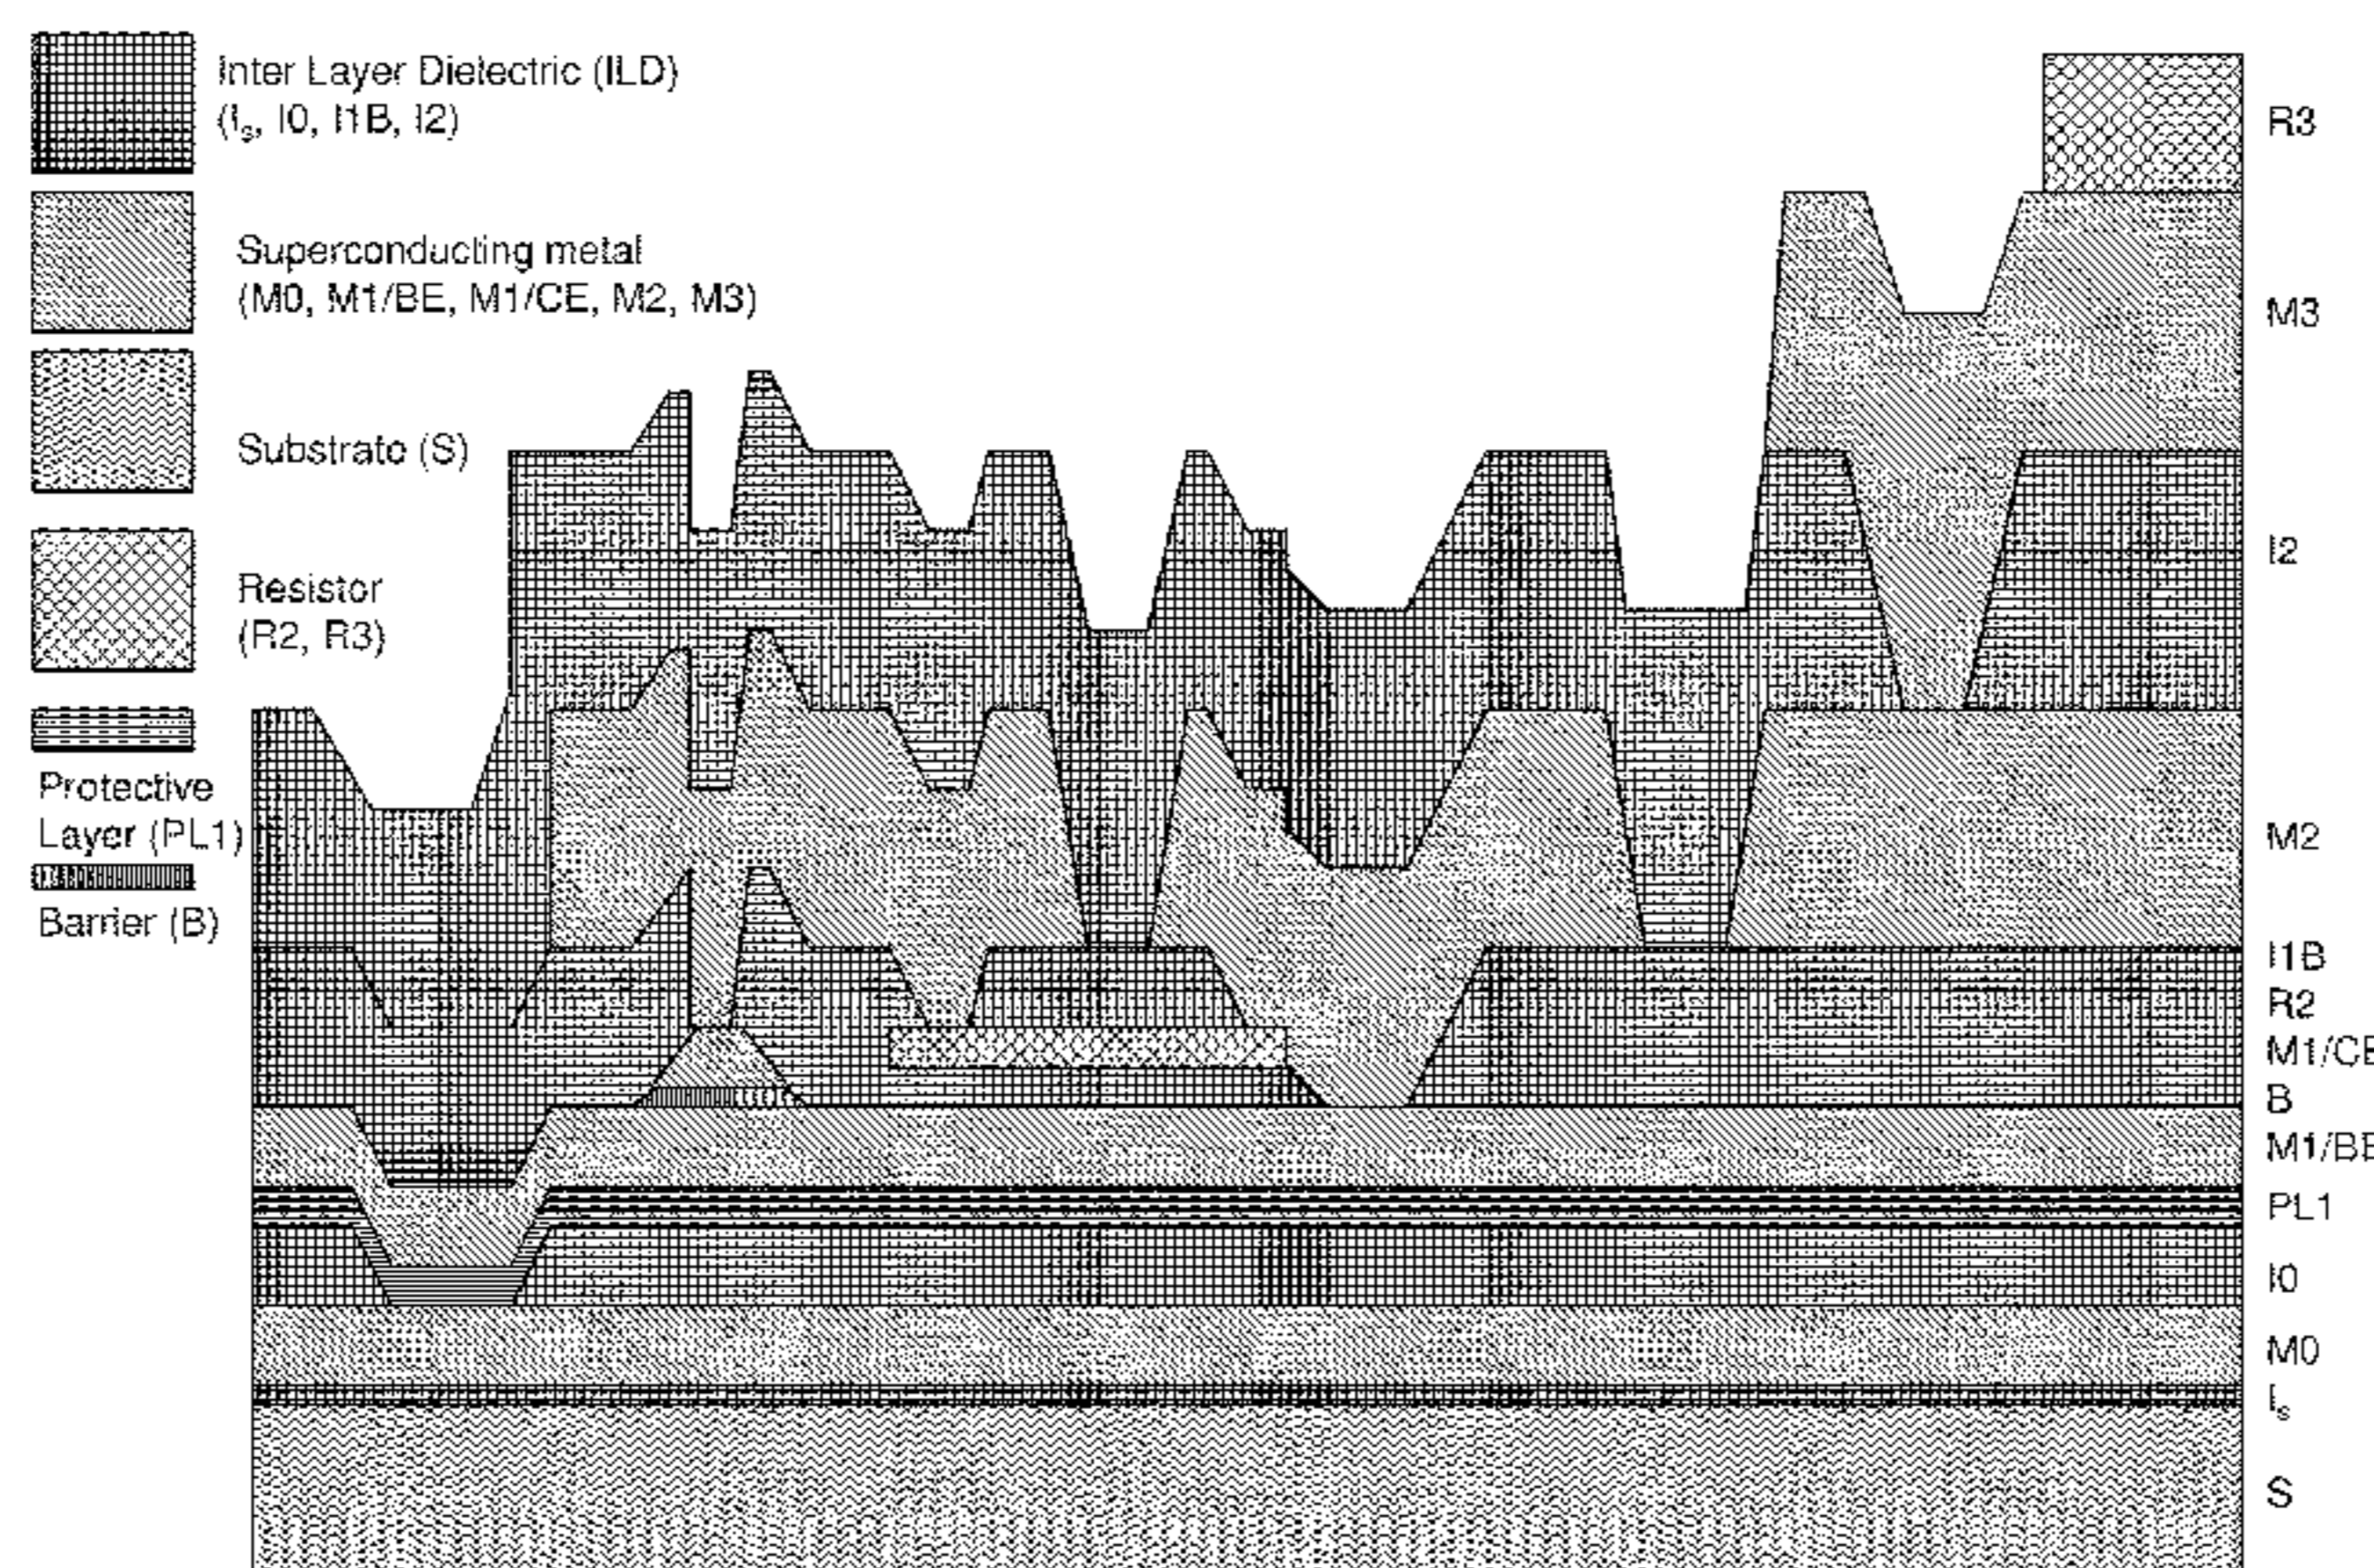 Inter Layer Dielectric (ILD)
(Is, I0, I1B, I2)
Superconducting metal
(M0, M1/BE, M1/CE, M2, M3)
Substrate (S)
Resistor
(R2, R3)
Protective
Layer (PL1)
Barrier (B)
R3
M3
I2
M2
I1B
R2
M1/CE
B
M1/BE
PL1
I0
M0
Is
S